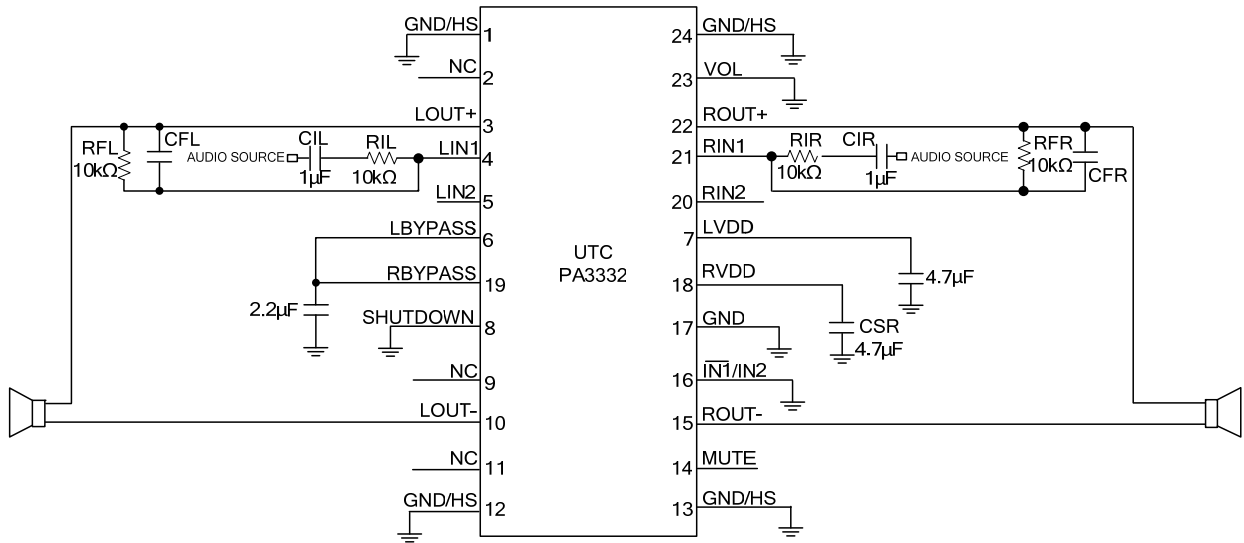 GND/HS
1
NC
2
LOUT+
3
CFL
RFL
10kΩ
AUDIO SOURCE
CIL
1µF
RIL
10kΩ
LIN1
4
LIN2
5
LBYPASS
6
RBYPASS
19
2.2µF
SHUTDOWN
8
NC
9
LOUT-
10
NC
11
GND/HS
12
UTC
PA3332
24
GND/HS
23
VOL
22
ROUT+
21
RIN1
RIR
10kΩ
CIR
1µF
AUDIO SOURCE
RFR
10kΩ
CFR
20
RIN2
7
LVDD
4.7µF
18
RVDD
CSR
4.7µF
17
GND
16
IN1/IN2
15
ROUT-
14
MUTE
13
GND/HS